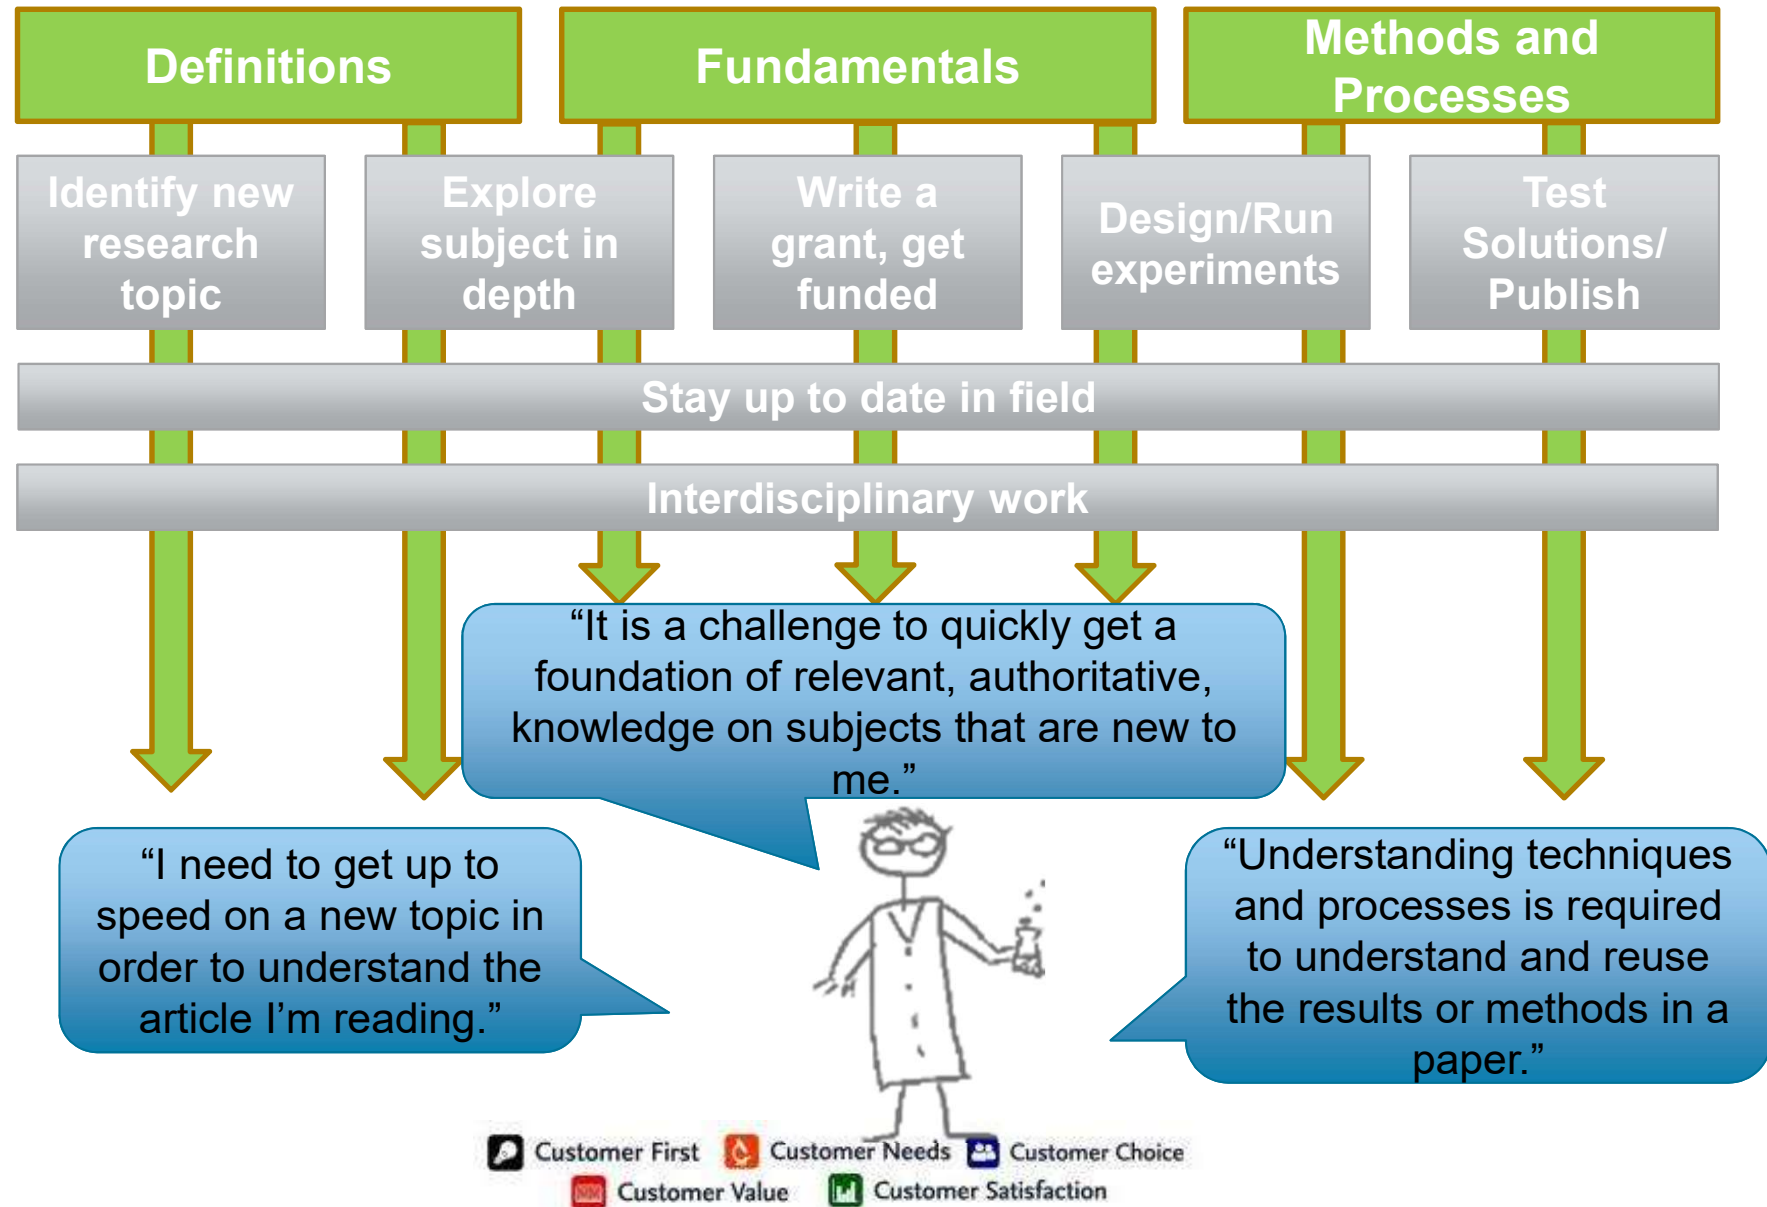 Definitions
Fundamentals
Methods and
Processes
Identify new
research
topic
Explore
subject in
depth
Write a
grant, get
funded
Design/Run
experiments
Test
Solutions/
Publish
Stay up to date in field
Interdisciplinary work
“It is a challenge to quickly get a
foundation of relevant, authoritative,
knowledge on subjects that are new to
me.”
“I need to get up to
speed on a new topic in
order to understand the
article I’m reading.”
“Understanding techniques
and processes is required
to understand and reuse
the results or methods in a
paper.”
Customer First Customer Needs Customer Choice
Customer Value Customer Satisfaction